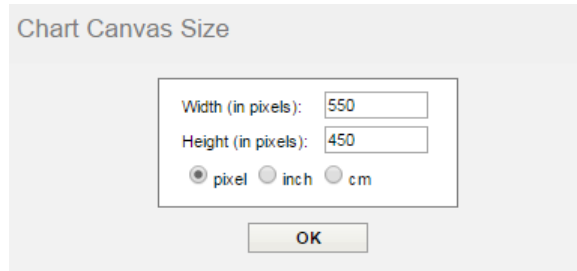 Chart Canvas Size
Width (in pixels): 550
Height (in pixels): 450
pixel inch cm
OK